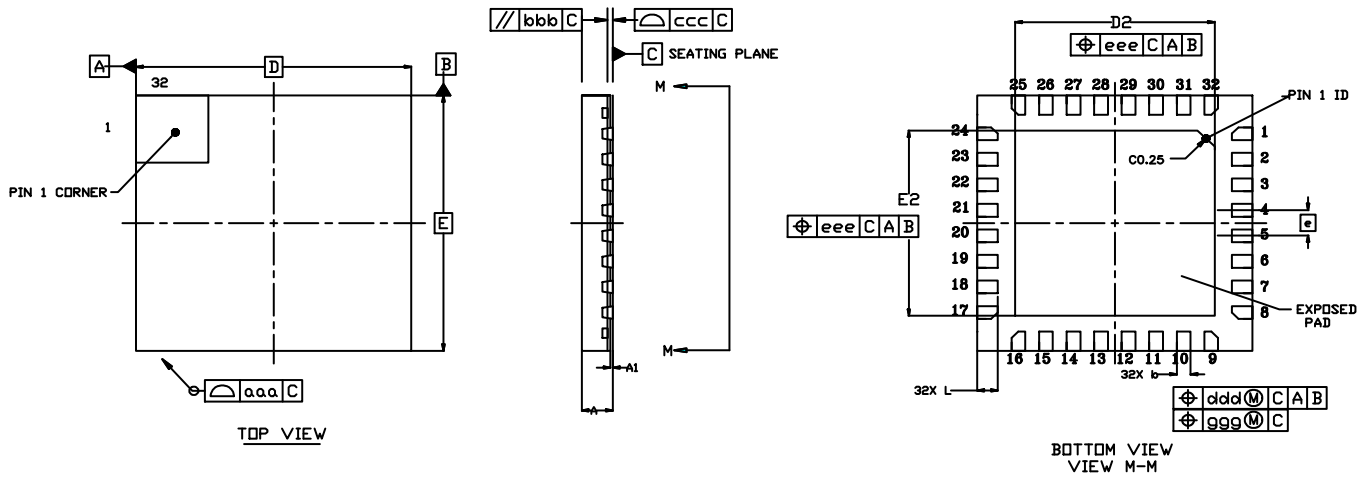 // bbb C
⌓ ccc C
C SEATING PLANE
A
D
B
32
1
PIN 1 CORNER
E
⌓ aaa C
TOP VIEW
M
M
A1
A
D2
⌖ eee C A B
25 26 27 28 29 30 31 32
PIN 1 ID
24
23
22
21
20
19
18
17
1
2
3
4
5
6
7
8
C0.25
E2
⌖ eee C A B
e
EXPOSED
PAD
16 15 14 13 12 11 10 9
32X L
32X b
⌖ ddd Ⓜ C A B
⌖ ggg Ⓜ C
BOTTOM VIEW
VIEW M-M